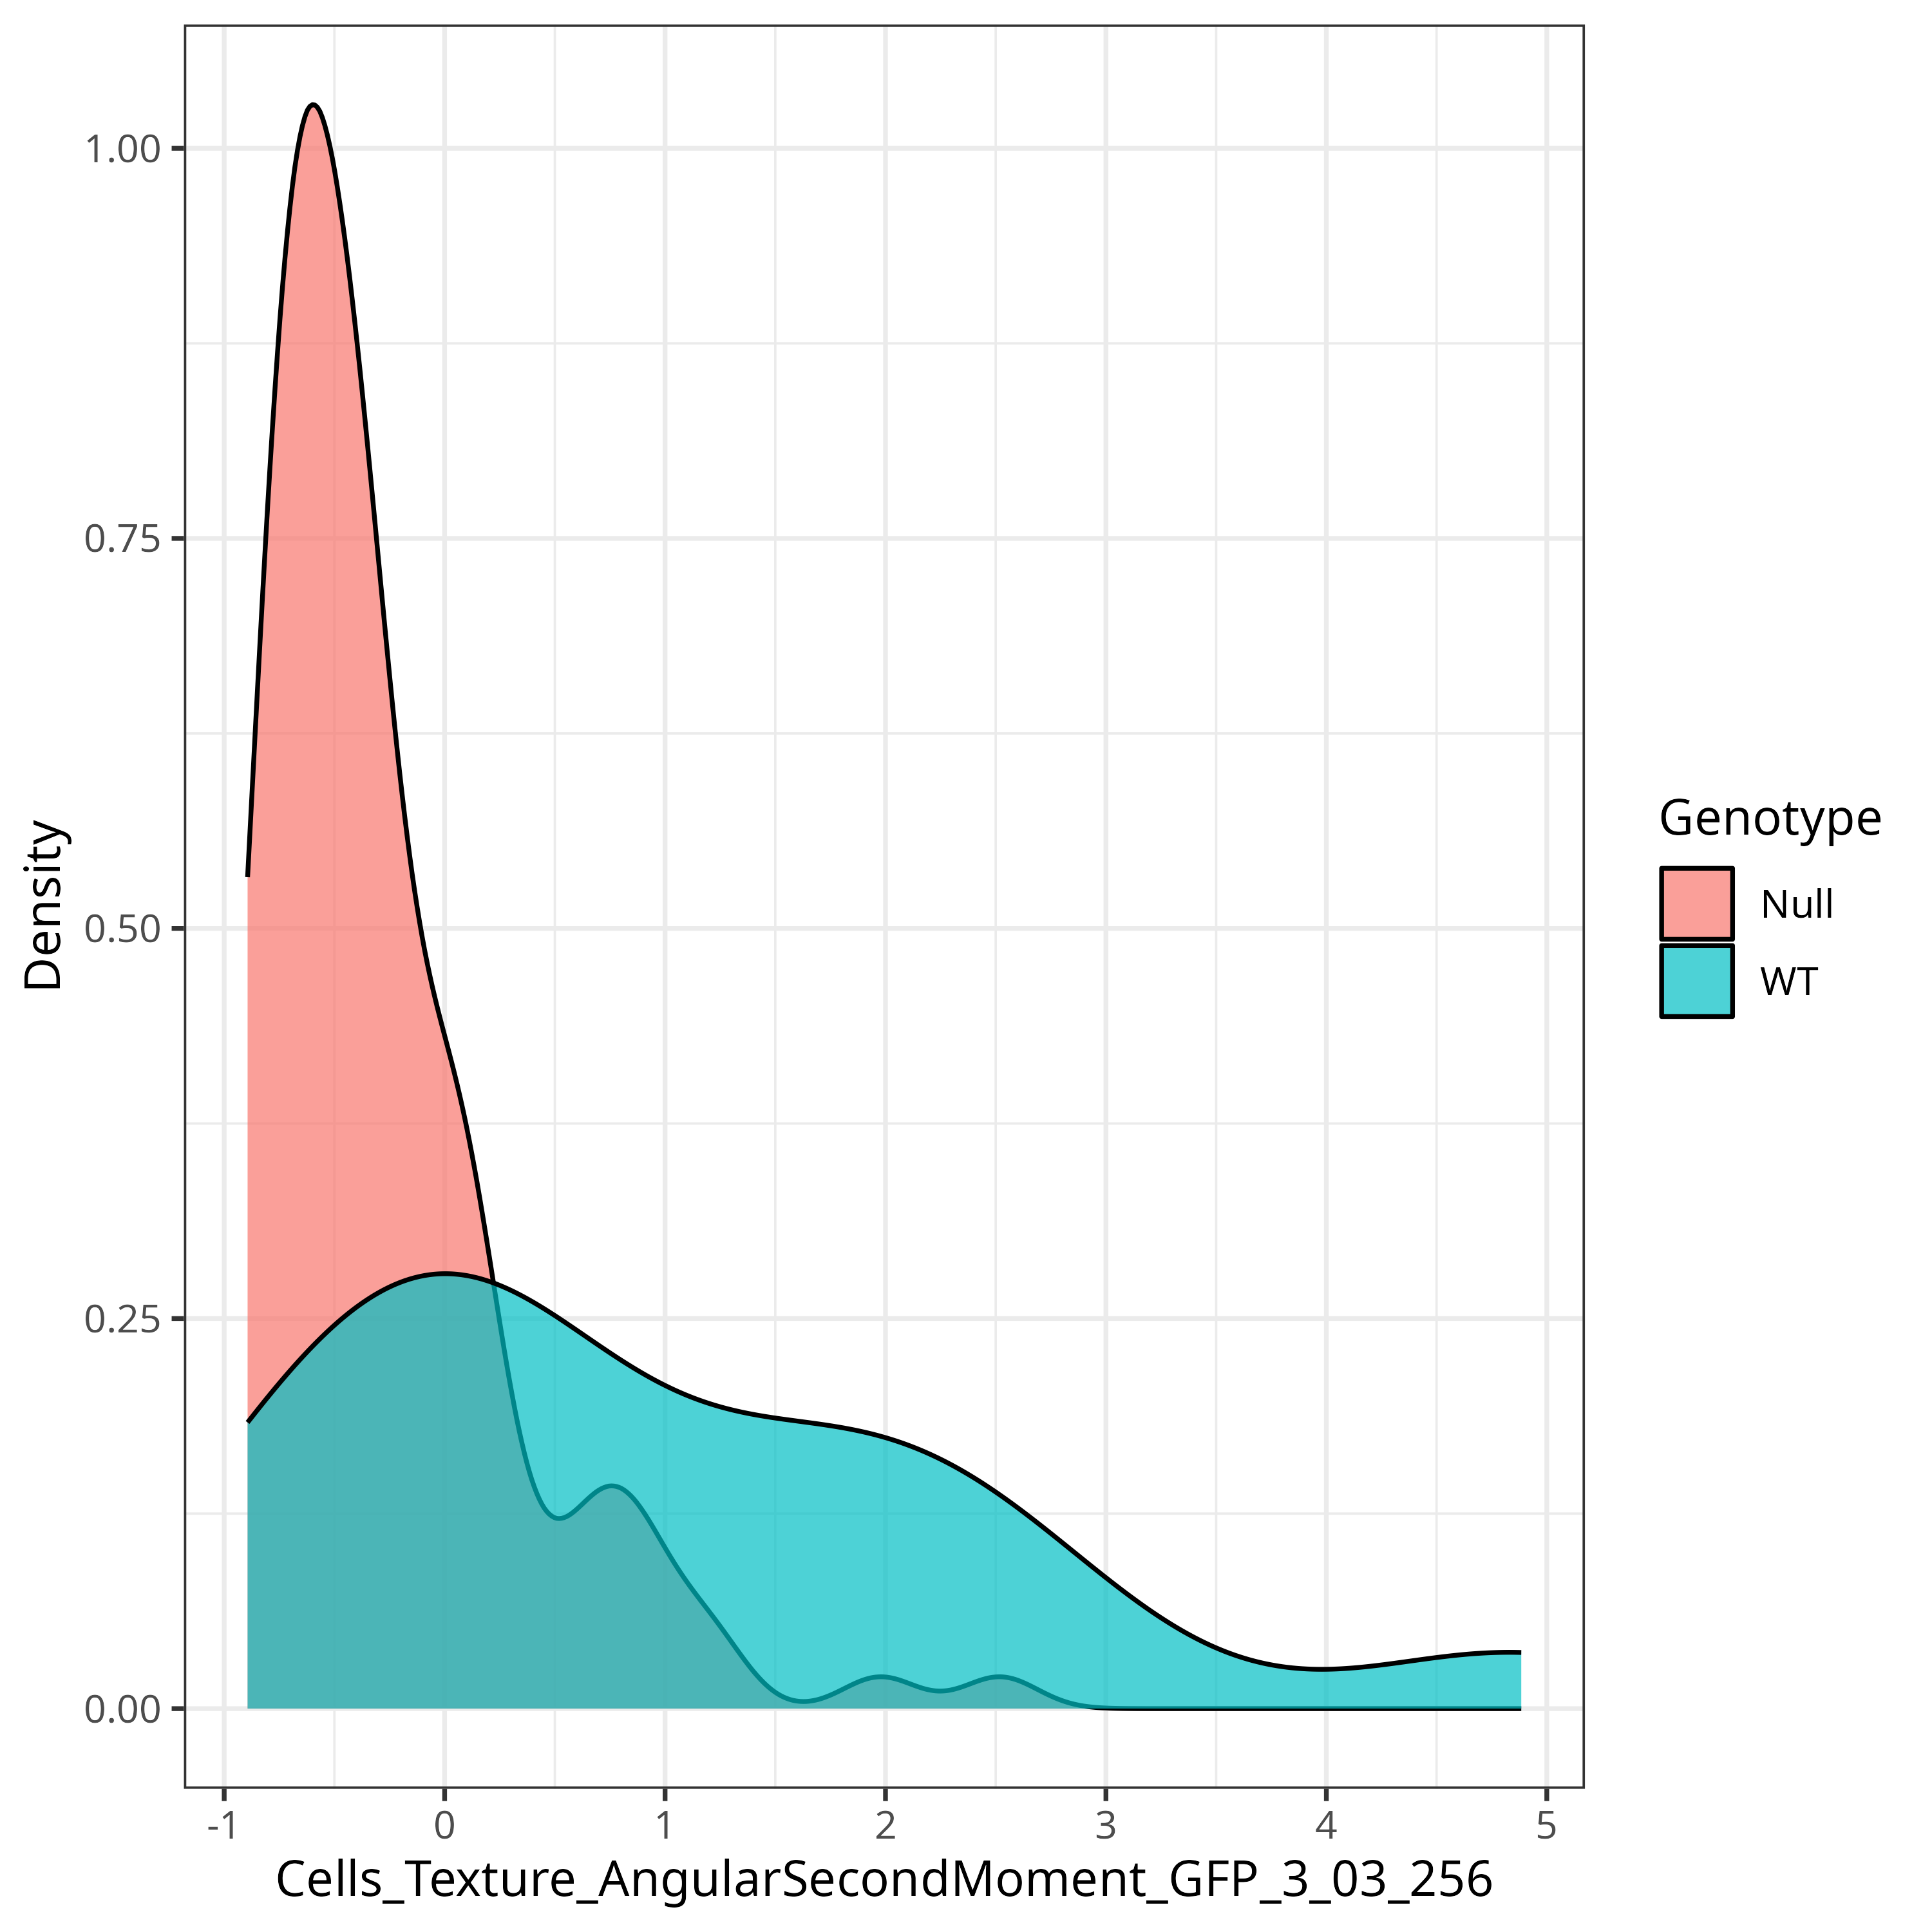 1.00
0.75
0.50
0.25
0.00
Density
-1 0 1 2 3 4 5
Cells_Texture_AngularSecondMoment_GFP_3_03_256
Genotype
Null
WT